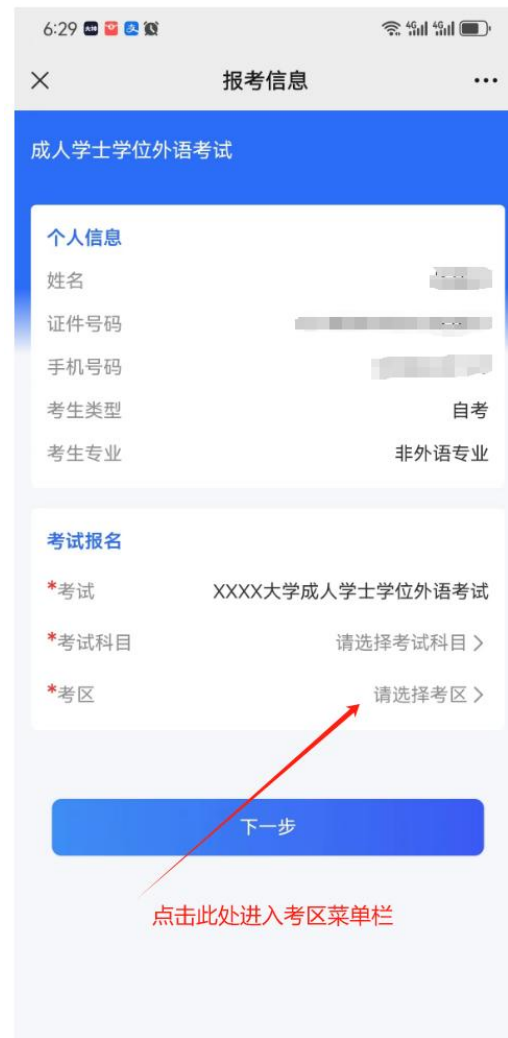 6:29
报考信息
成人学士学位外语考试
个人信息
姓名
证件号码
手机号码
考生类型 自考
考生专业 非外语专业
考试报名
*考试 XXXX大学成人学士学位外语考试
*考试科目 请选择考试科目 >
*考区 请选择考区 >
下一步
点击此处进入考区菜单栏